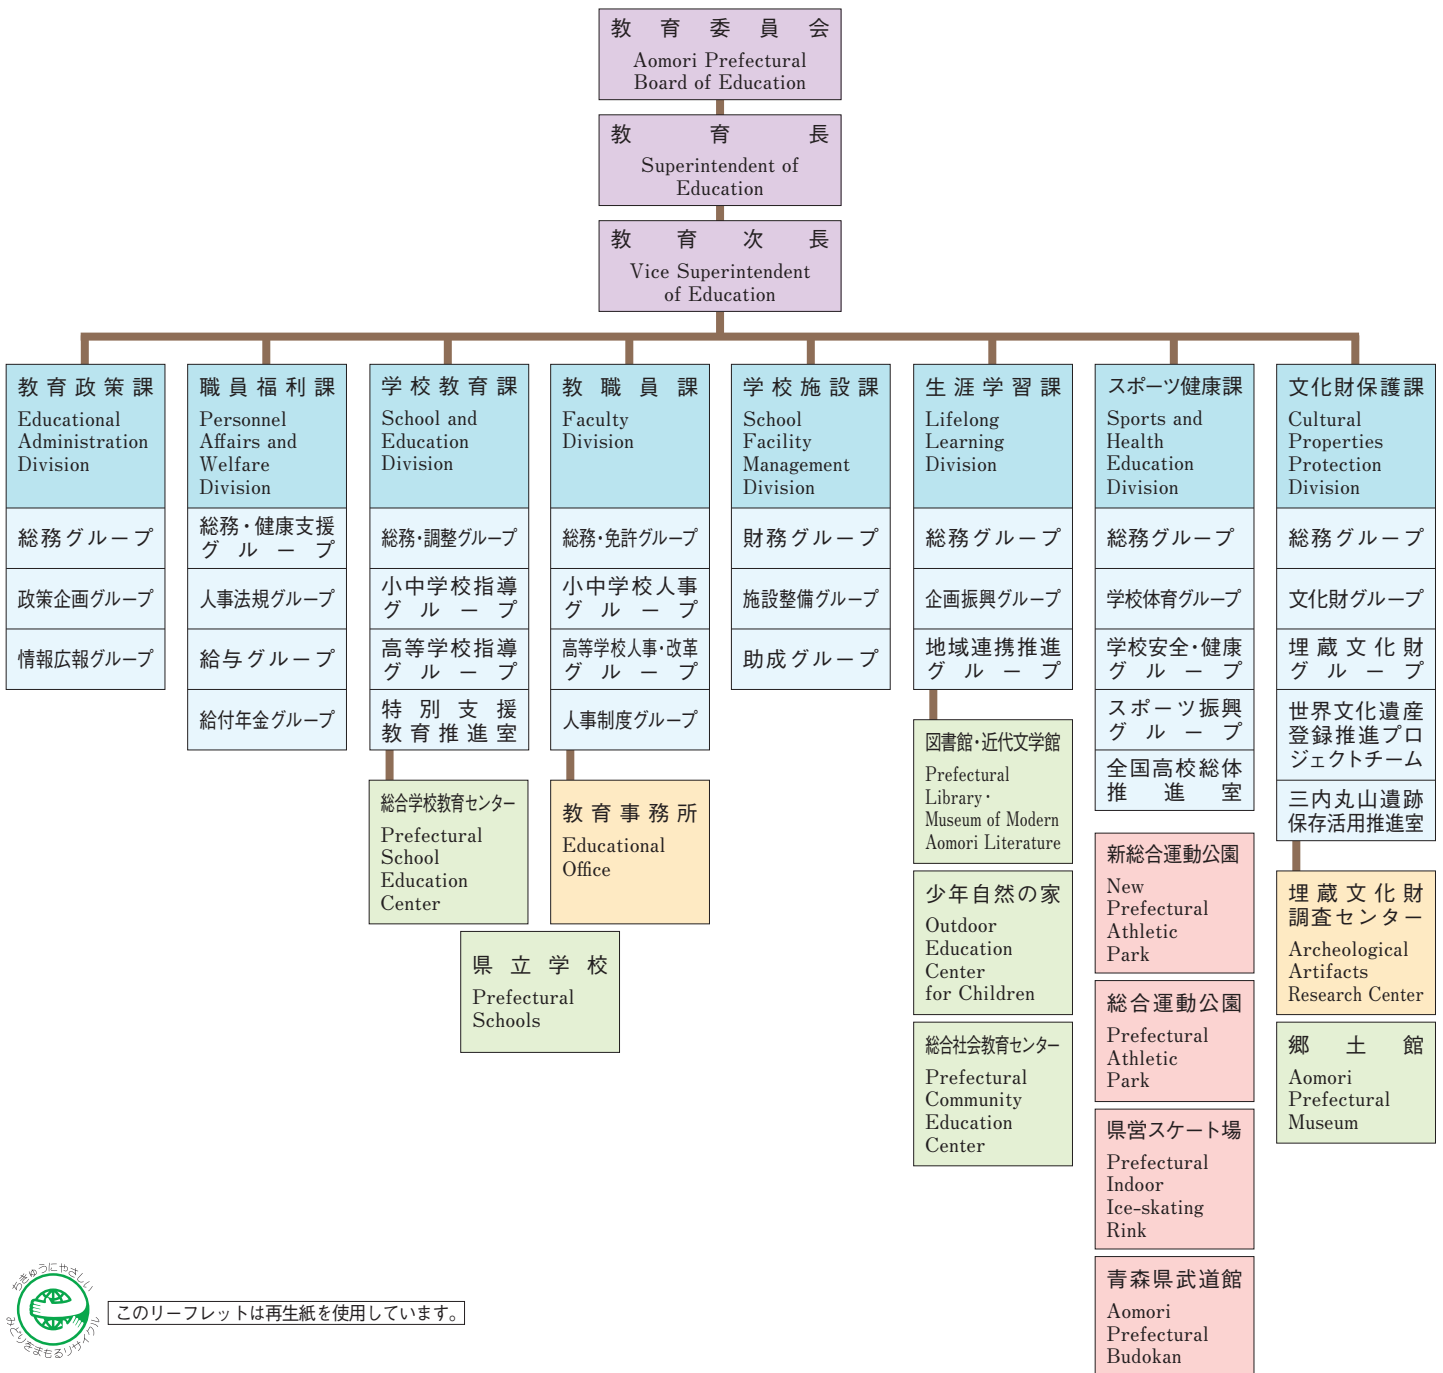 教育委員会
Aomori Prefectural
Board of Education
教育長
Superintendent of
Education
教育次長
Vice Superintendent
of Education
教育政策課
Educational
Administration
Division
総務グループ
政策企画グループ
情報広報グループ
職員福利課
Personnel
Affairs and
Welfare
Division
総務・健康支援
グループ
人事法規グループ
給与グループ
給付年金グループ
学校教育課
School and
Education
Division
総務・調整グループ
小中学校指導
グループ
高等学校指導
グループ
特別支援
教育推進室
総合学校教育センター
Prefectural
School
Education
Center
教職員課
Faculty
Division
総務・免許グループ
小中学校人事
グループ
高等学校人事・改革
グループ
人事制度グループ
教育事務所
Educational
Office
県立学校
Prefectural
Schools
学校施設課
School
Facility
Management
Division
財務グループ
施設整備グループ
助成グループ
生涯学習課
Lifelong
Learning
Division
総務グループ
企画振興グループ
地域連携推進
グループ
図書館・近代文学館
Prefectural
Library・
Museum of Modern
Aomori Literature
少年自然の家
Outdoor
Education
Center
for Children
総合社会教育センター
Prefectural
Community
Education
Center
スポーツ健康課
Sports and
Health
Education
Division
総務グループ
学校体育グループ
学校安全・健康
グループ
スポーツ振興
グループ
全国高校総体
推進室
新総合運動公園
New
Prefectural
Athletic
Park
総合運動公園
Prefectural
Athletic
Park
県営スケート場
Prefectural
Indoor
Ice-skating
Rink
青森県武道館
Aomori
Prefectural
Budokan
文化財保護課
Cultural
Properties
Protection
Division
総務グループ
文化財グループ
埋蔵文化財
グループ
世界文化遺産
登録推進プロ
ジェクトチーム
三内丸山遺跡
保存活用推進室
埋蔵文化財
調査センター
Archeological
Artifacts
Research Center
郷土館
Aomori
Prefectural
Museum
ちきゅうにやさしい
みどりをまもるリサイクル
このリーフレットは再生紙を使用しています。